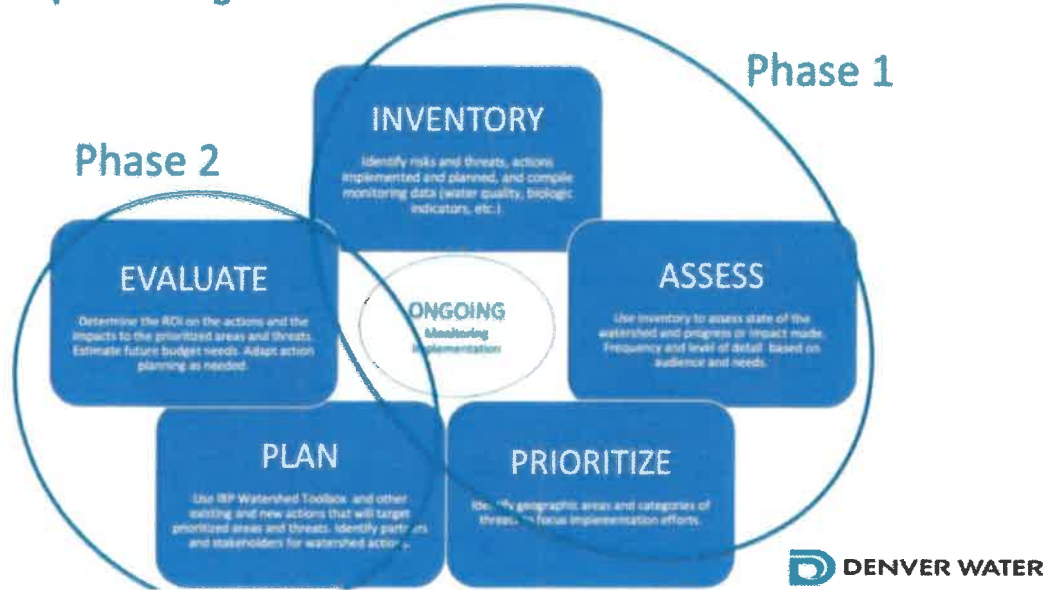 Phase 1
INVENTORY
Identify risks and threats, actions
implemented and planned, and compile
monitoring data (water quality, biologic
indicators, etc.)
Phase 2
EVALUATE
Determine the ROI on the actions and the
impacts to the prioritized areas and threats.
Estimate future budget needs. Adapt action
planning as needed.
ONGOING
Monitoring
Implementation
ASSESS
Use inventory to assess state of the
watershed and progress or impact made.
Frequency and level of detail based on
audience and needs.
PLAN
Use IRP Watershed Toolbox and other
existing and new actions that will target
prioritized areas and threats. Identify partners
and stakeholders for watershed actions.
PRIORITIZE
Identify geographic areas and categories of
threats to focus implementation efforts.
DENVER WATER